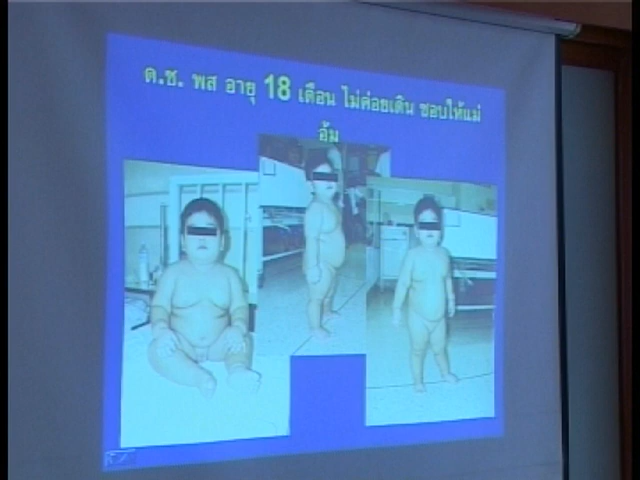 ด.ช. พส อายุ 18 เดือน ไม่ค่อยเดิน ชอบให้แม่
อุ้ม